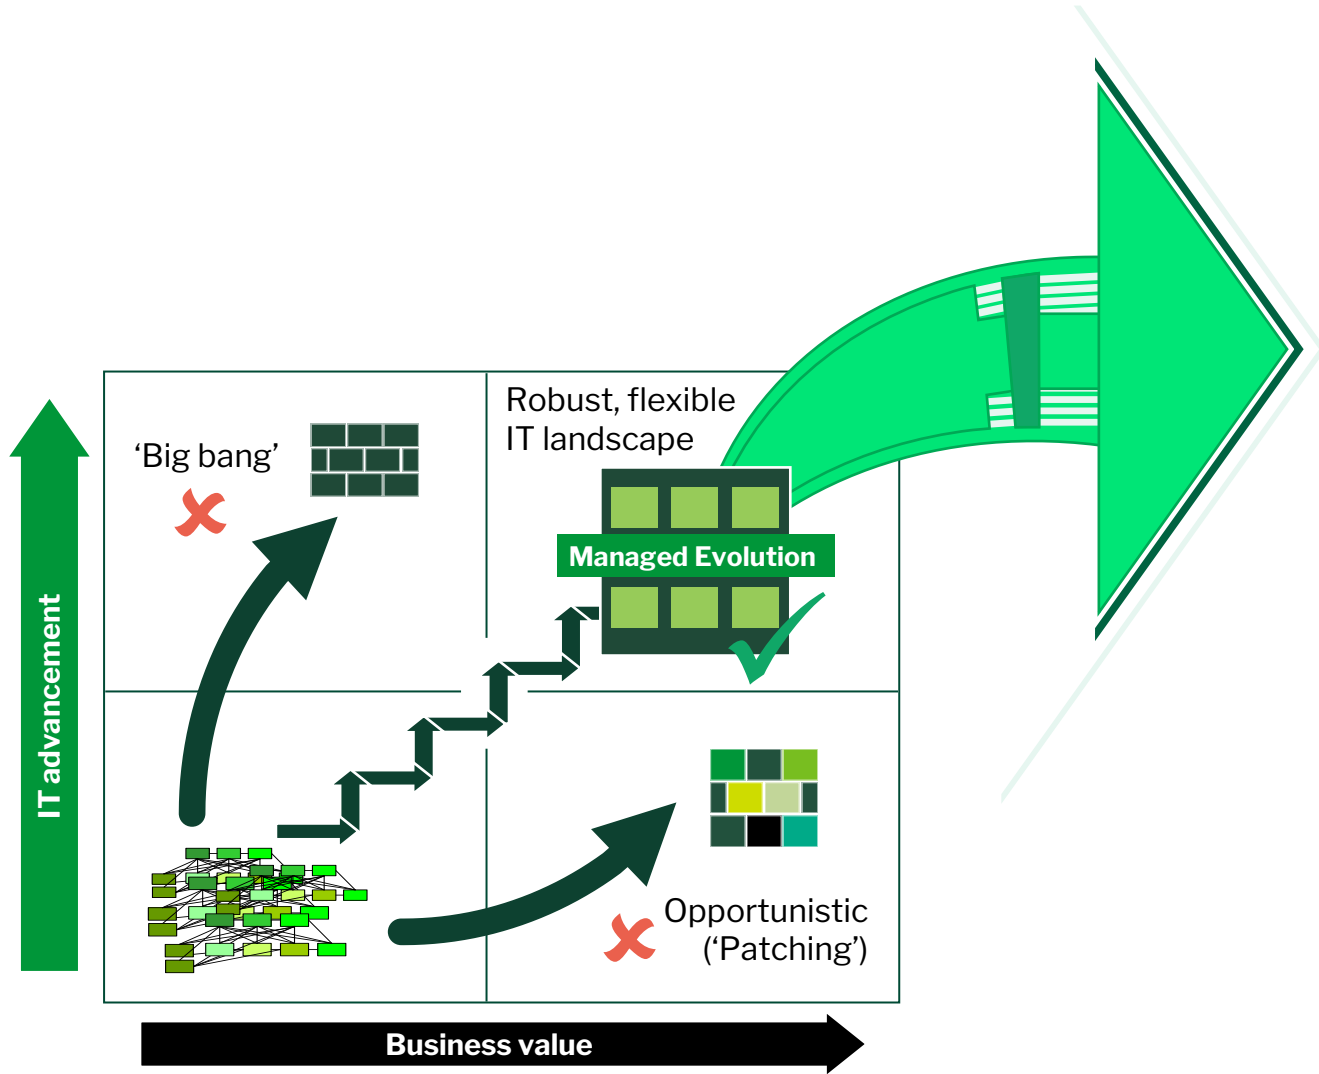 Robust, flexible
IT landscape
‘Big bang’
Managed Evolution
IT advancement
Opportunistic
(‘Patching’)
Business value